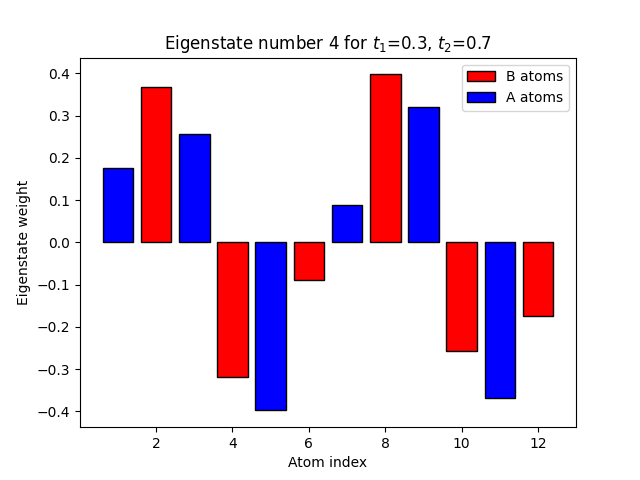 Eigenstate number 4 for t₁=0.3, t₂=0.7
B atoms
A atoms
Eigenstate weight
0.4
0.3
0.2
0.1
0.0
−0.1
−0.2
−0.3
−0.4
2 4 6 8 10 12
Atom index